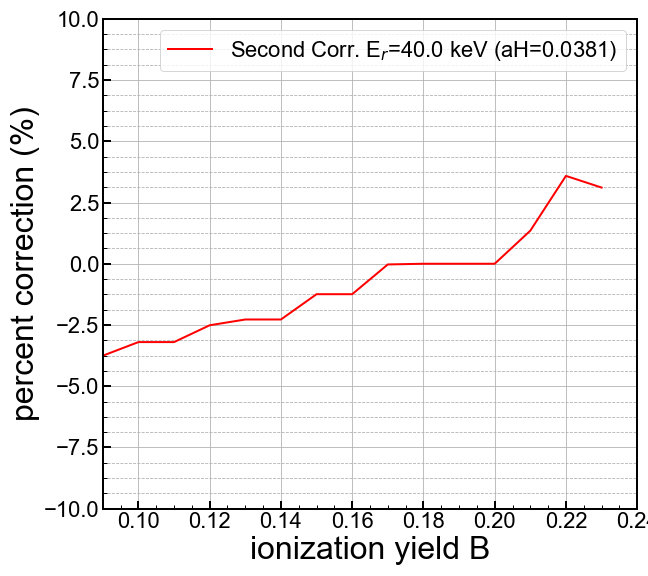 Second Corr. Eᵣ=40.0 keV (aH=0.0381)
percent correction (%)
10.0
7.5
5.0
2.5
0.0
−2.5
−5.0
−7.5
−10.0
0.10 0.12 0.14 0.16 0.18 0.20 0.22 0.24
ionization yield B